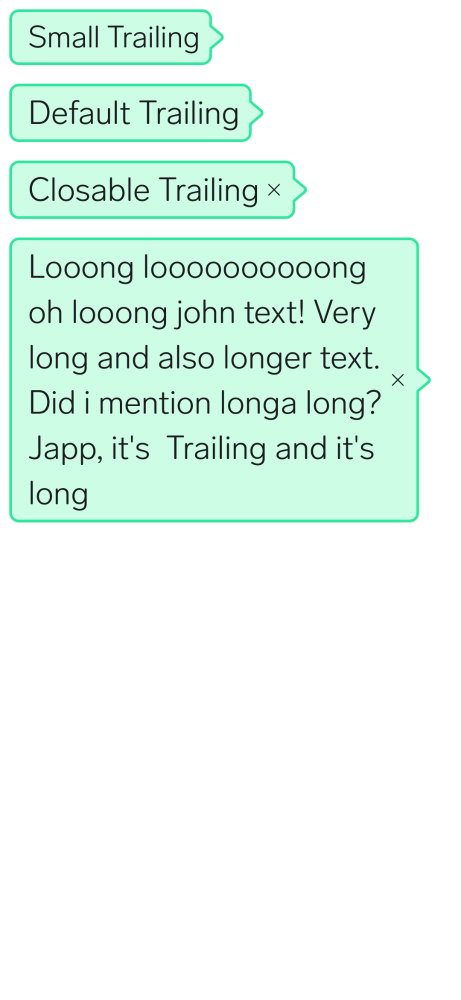 Small Trailing
Default Trailing
Closable Trailing ×
Looong looooooooooong
oh looong john text! Very
long and also longer text.
Did i mention longa long?
Japp, it's  Trailing and it's
long
×